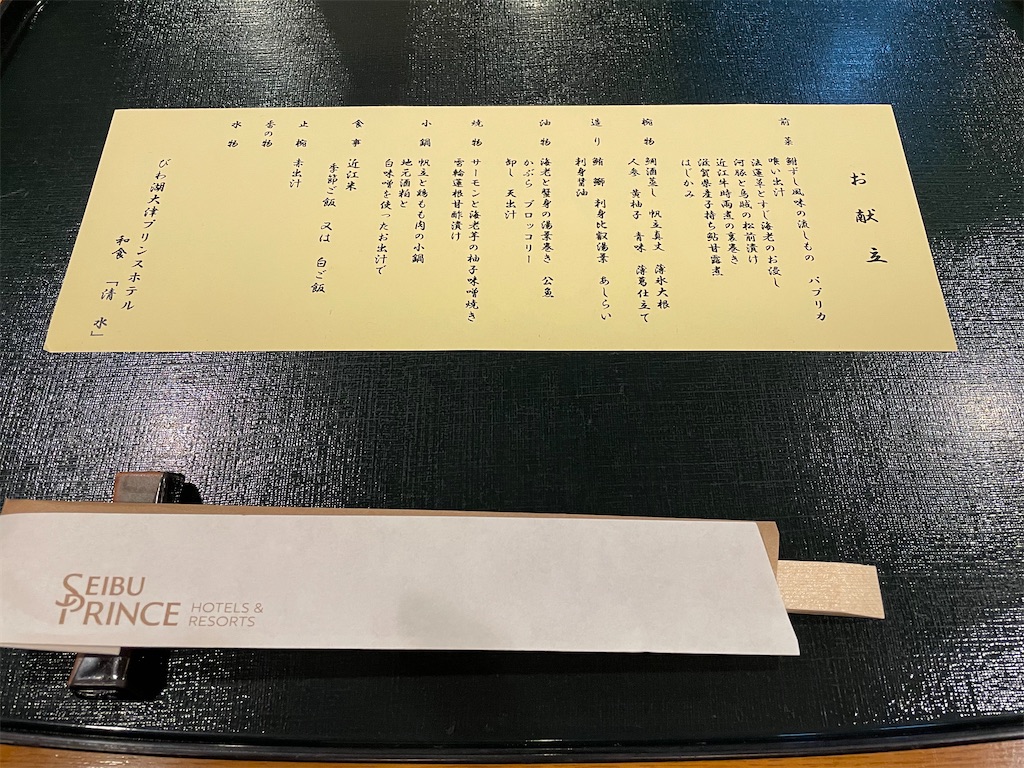 お献立
前菜
鮒ずし風味の流しもの パプリカ
喰い出汁
法蓮草とすじ海老のお浸し
河豚と烏賊の松前漬け
近江牛時雨煮の裏巻き
滋賀県産子持ち鮎甘露煮
はじかみ
椀物
鯛酒蒸し 帆立真丈 薄氷大根
人参 黄柚子 青味 薄葛仕立て
造り
鮪 鰤 刺身比叡湯葉 あしらい
刺身醤油
油物
海老と蟹身の湯葉巻き 公魚
かぶら ブロッコリー
卸し 天出汁
焼物
サーモンと海老芋の柚子味噌焼き
雲輪蓮根甘酢漬け
小鍋
帆立と鶏もも肉の小鍋
地元酒粕と
白味噌を使ったお出汁で
食事
近江米
季節ご飯 又は 白ご飯
止椀
赤出汁
香の物
水物
びわ湖大津プリンスホテル
和食 「清水」
SEIBU
PRINCE
HOTELS &
RESORTS